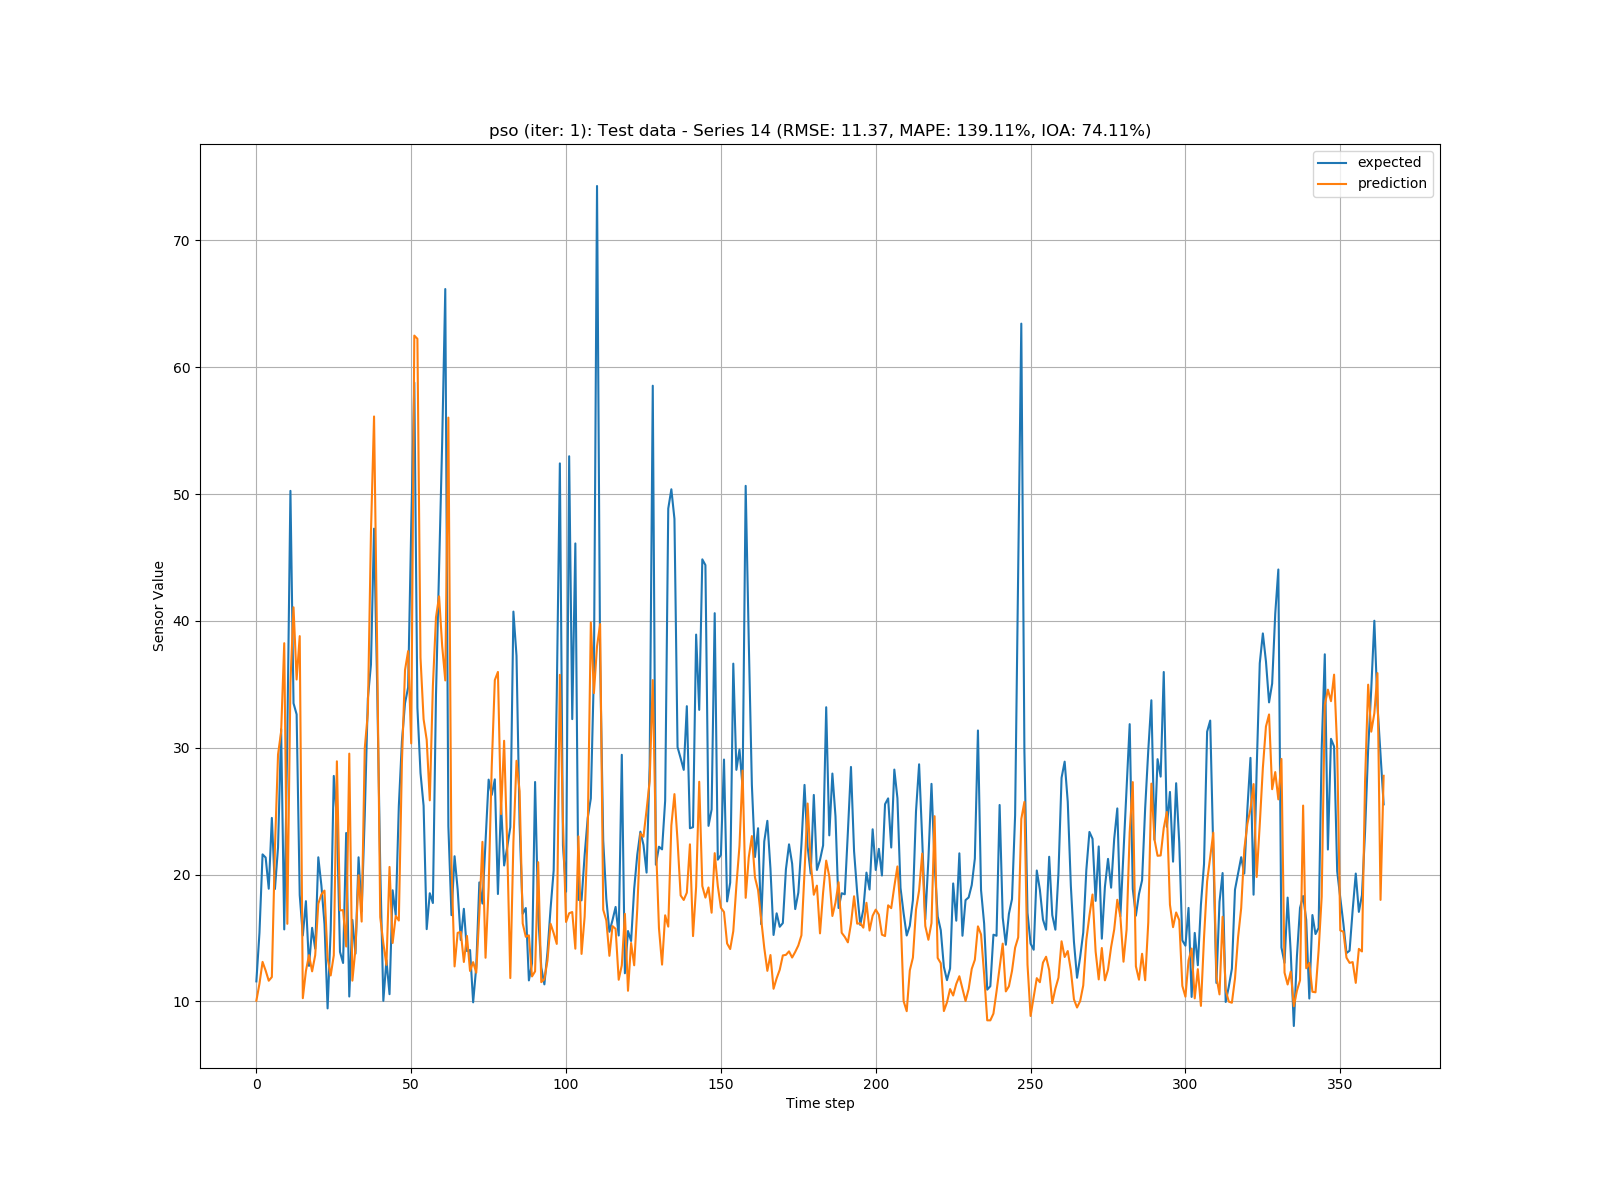 pso (iter: 1): Test data - Series 14 (RMSE: 11.37, MAPE: 139.11%, IOA: 74.11%)
expected
prediction
70
60
50
40
30
20
10
Sensor Value
0 50 100 150 200 250 300 350
Time step